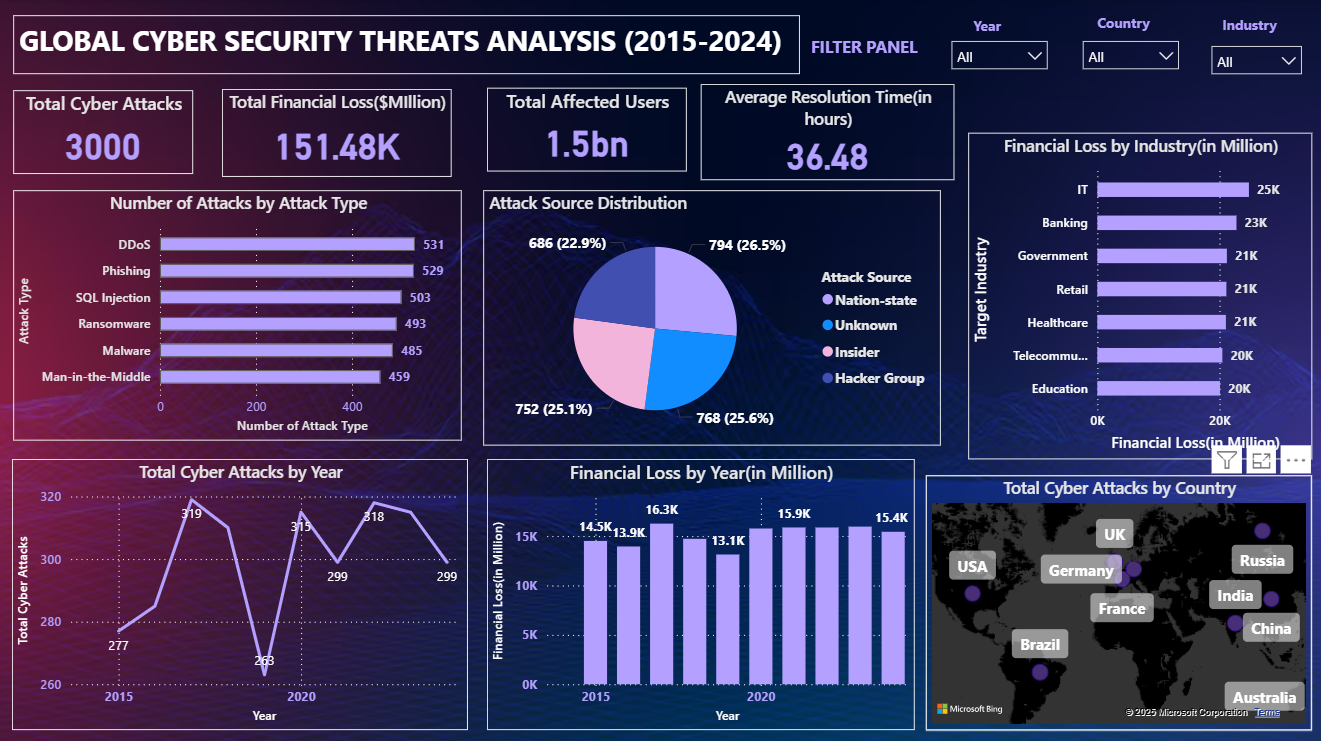 GLOBAL CYBER SECURITY THREATS ANALYSIS (2015-2024)
FILTER PANEL
Year
All
Country
All
Industry
All
Total Cyber Attacks
3000
Total Financial Loss($MIllion)
151.48K
Total Affected Users
1.5bn
Average Resolution Time(in
hours)
36.48
Number of Attacks by Attack Type
Attack Type
DDoS 531
Phishing 529
SQL Injection 503
Ransomware 493
Malware 485
Man-in-the-Middle 459
0 200 400
Number of Attack Type
Attack Source Distribution
686 (22.9%)
794 (26.5%)
752 (25.1%)
768 (25.6%)
Attack Source
Nation-state
Unknown
Insider
Hacker Group
Financial Loss by Industry(in Million)
Target Industry
IT 25K
Banking 23K
Government 21K
Retail 21K
Healthcare 21K
Telecommu... 20K
Education 20K
0K 20K
Financial Loss(in Million)
Total Cyber Attacks by Year
Total Cyber Attacks
320
300
280
260
277
319
263
315
299
318
299
2015 2020
Year
Financial Loss by Year(in Million)
Financial Loss(in Million)
15K
10K
5K
0K
14.5K
13.9K
16.3K
13.1K
15.9K
15.4K
2015 2020
Year
Total Cyber Attacks by Country
UK
USA
Germany
Russia
France
India
China
Brazil
Australia
Microsoft Bing
© 2025 Microsoft Corporation Terms